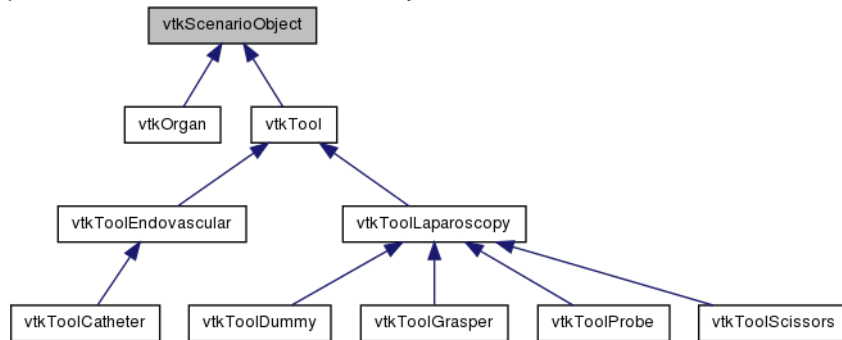 vtkScenarioObject
vtkOrgan
vtkTool
vtkToolEndovascular
vtkToolLaparoscopy
vtkToolCatheter
vtkToolDummy
vtkToolGrasper
vtkToolProbe
vtkToolScissors